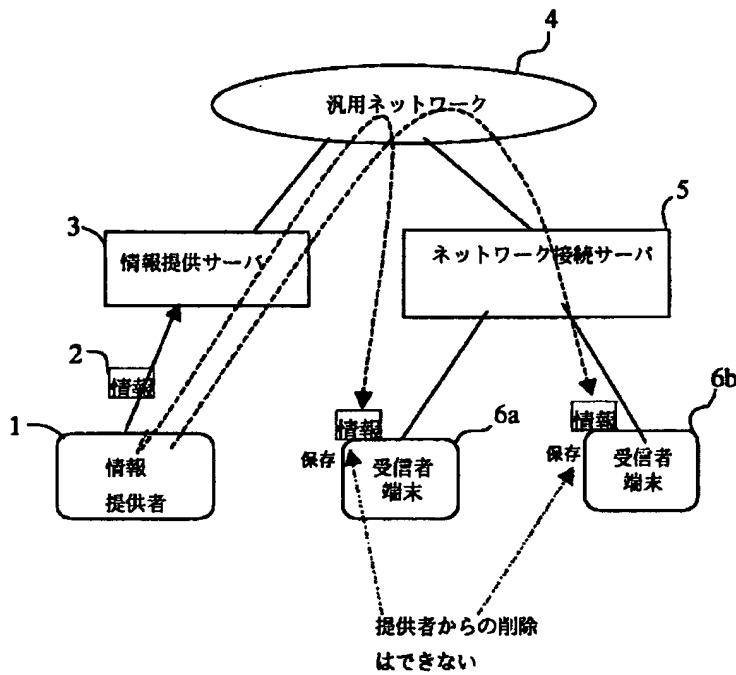 4
汎用ネットワーク
3
5
情報提供サーバ
ネットワーク接続サーバ
2
情報
6b
1
6a
情報
情報
情報
提供者
保存
受信者
端末
保存
受信者
端末
提供者からの削除
はできない